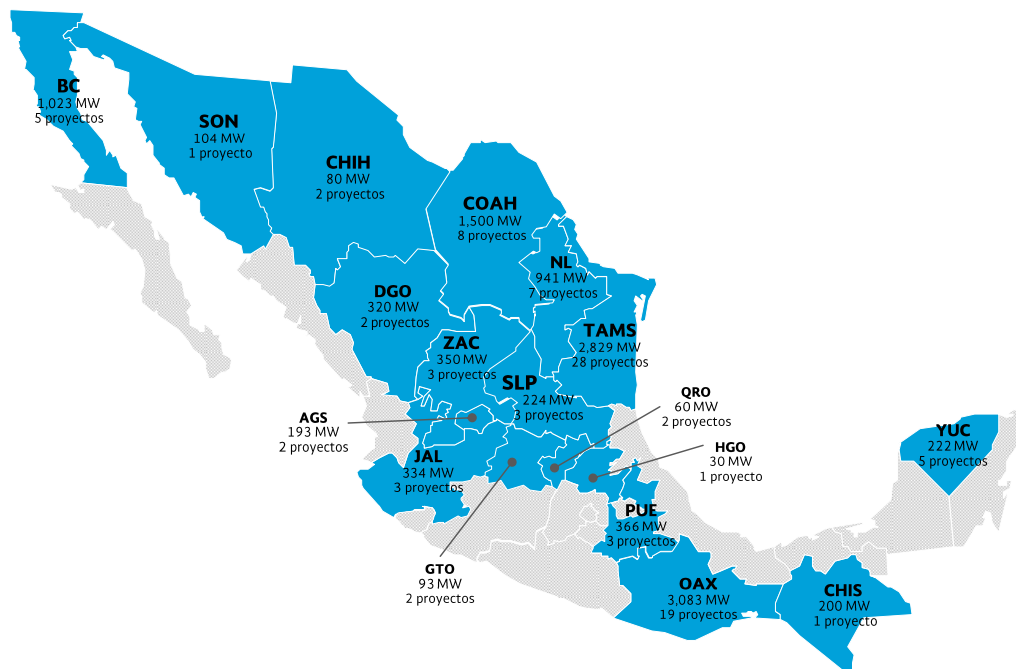 BC
1,023 MW
5 proyectos
SON
104 MW
1 proyecto
CHIH
80 MW
2 proyectos
COAH
1,500 MW
8 proyectos
NL
941 MW
7 proyectos
DGO
320 MW
2 proyectos
TAMS
2,829 MW
28 proyectos
ZAC
350 MW
3 proyectos
SLP
224 MW
3 proyectos
QRO
60 MW
2 proyectos
AGS
193 MW
2 proyectos
HGO
30 MW
1 proyecto
YUC
222 MW
5 proyectos
JAL
334 MW
3 proyectos
PUE
366 MW
3 proyectos
GTO
93 MW
2 proyectos
OAX
3,083 MW
19 proyectos
CHIS
200 MW
1 proyecto